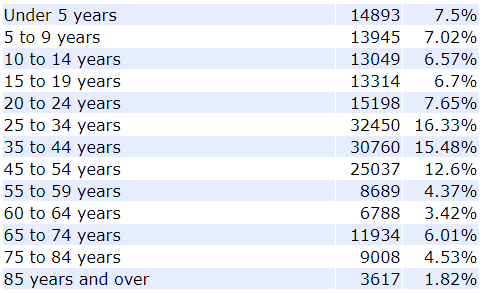 Under 5 years 14893 7.5%
5 to 9 years 13945 7.02%
10 to 14 years 13049 6.57%
15 to 19 years 13314 6.7%
20 to 24 years 15198 7.65%
25 to 34 years 32450 16.33%
35 to 44 years 30760 15.48%
45 to 54 years 25037 12.6%
55 to 59 years 8689 4.37%
60 to 64 years 6788 3.42%
65 to 74 years 11934 6.01%
75 to 84 years 9008 4.53%
85 years and over 3617 1.82%